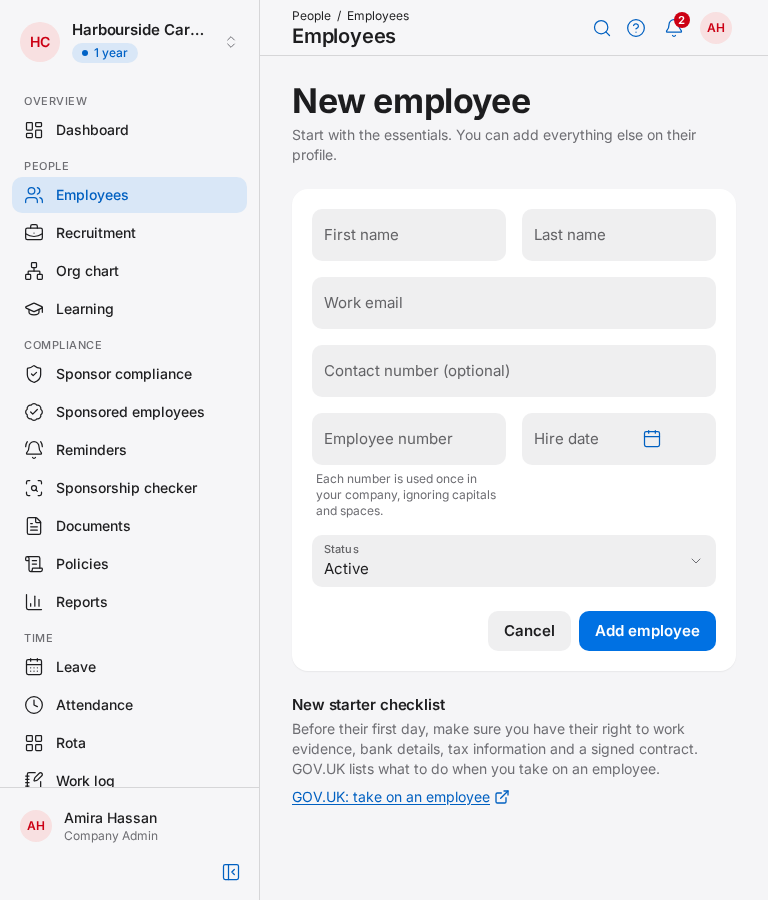 HC
Harbourside Car...
1 year
OVERVIEW
Dashboard
PEOPLE
Employees
Recruitment
Org chart
Learning
COMPLIANCE
Sponsor compliance
Sponsored employees
Reminders
Sponsorship checker
Documents
Policies
Reports
TIME
Leave
Attendance
Rota
Work log
AH
Amira Hassan
Company Admin
People / Employees
Employees
2
AH
New employee
Start with the essentials. You can add everything else on their
profile.
First name
Last name
Work email
Contact number (optional)
Employee number
Hire date
Each number is used once in
your company, ignoring capitals
and spaces.
Status
Active
Cancel
Add employee
New starter checklist
Before their first day, make sure you have their right to work
evidence, bank details, tax information and a signed contract.
GOV.UK lists what to do when you take on an employee.
GOV.UK: take on an employee